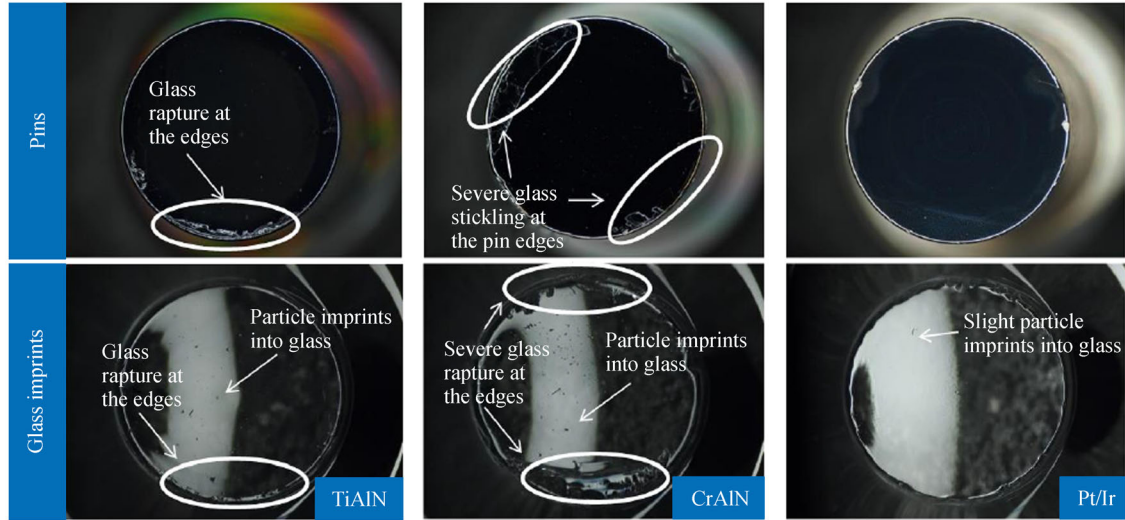 Pins
Glass
rapture at
the edges
Severe glass
stickling at
the pin edges
Glass imprints
Particle imprints
into glass
Glass
rapture at
the edges
TiAlN
Severe glass
rapture at
the edges
Particle imprints
into glass
CrAlN
Slight particle
imprints into glass
Pt/Ir